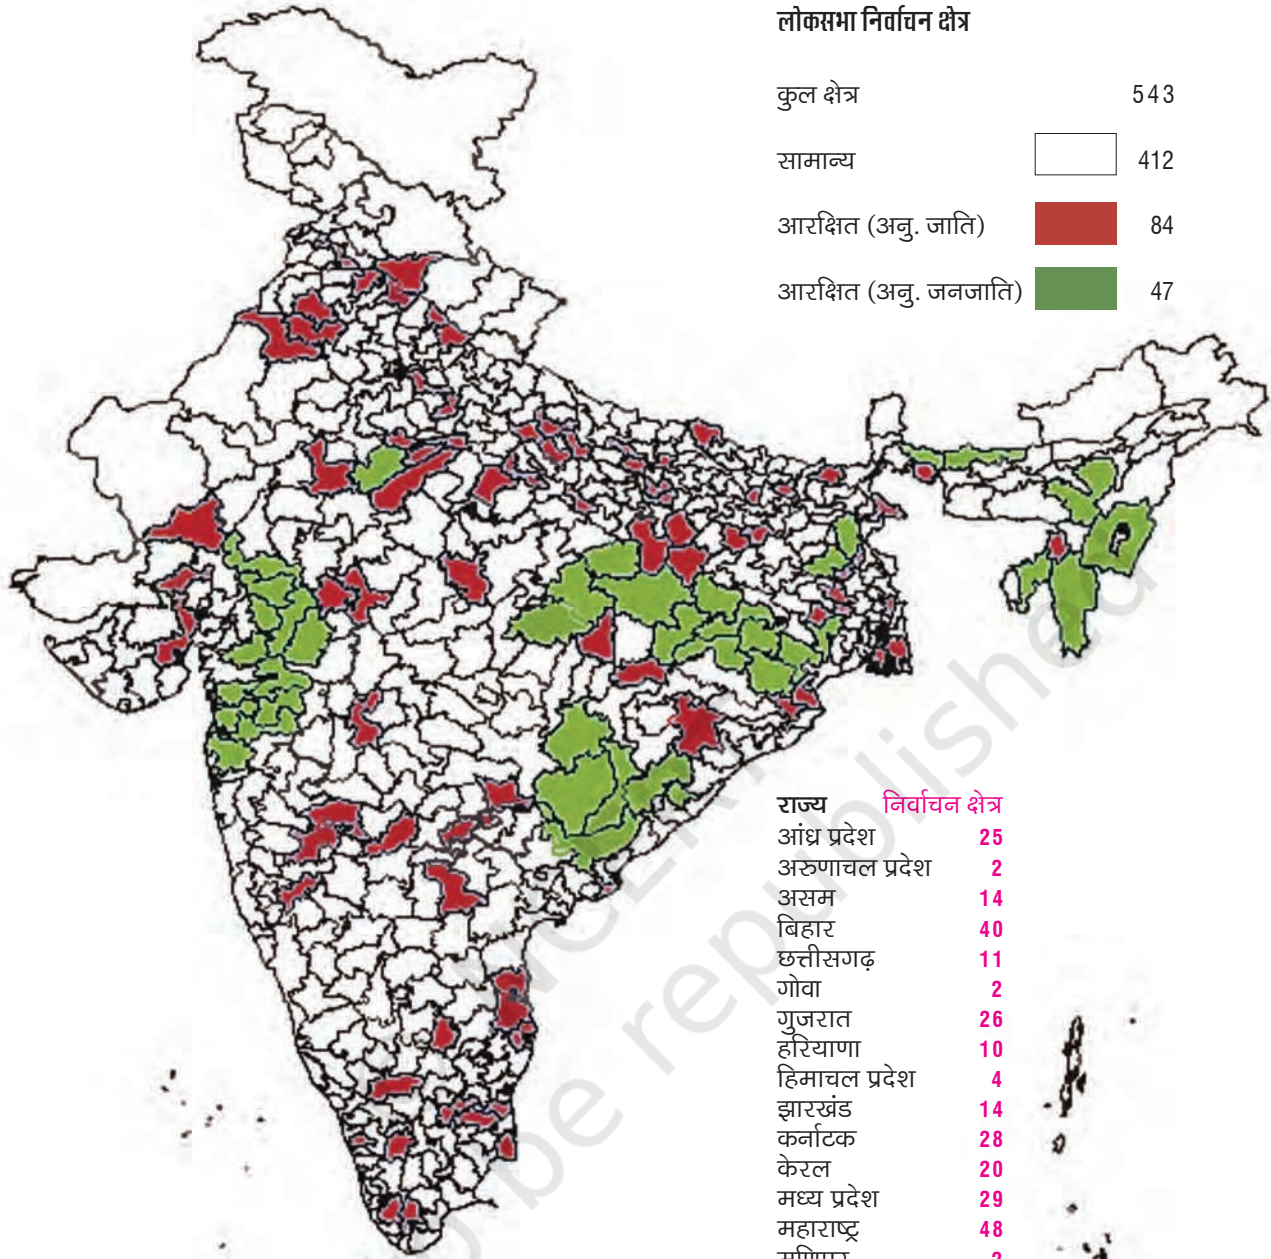 लोकसभा निर्वाचन क्षेत्र
कुल क्षेत्र 543
सामान्य 412
आरक्षित (अनु. जाति) 84
आरक्षित (अनु. जनजाति) 47
राज्य निर्वाचन क्षेत्र
आंध्र प्रदेश 25
अरुणाचल प्रदेश 2
असम 14
बिहार 40
छत्तीसगढ़ 11
गोवा 2
गुजरात 26
हरियाणा 10
हिमाचल प्रदेश 4
झारखंड 14
कर्नाटक 28
केरल 20
मध्य प्रदेश 29
महाराष्ट्र 48
be republished